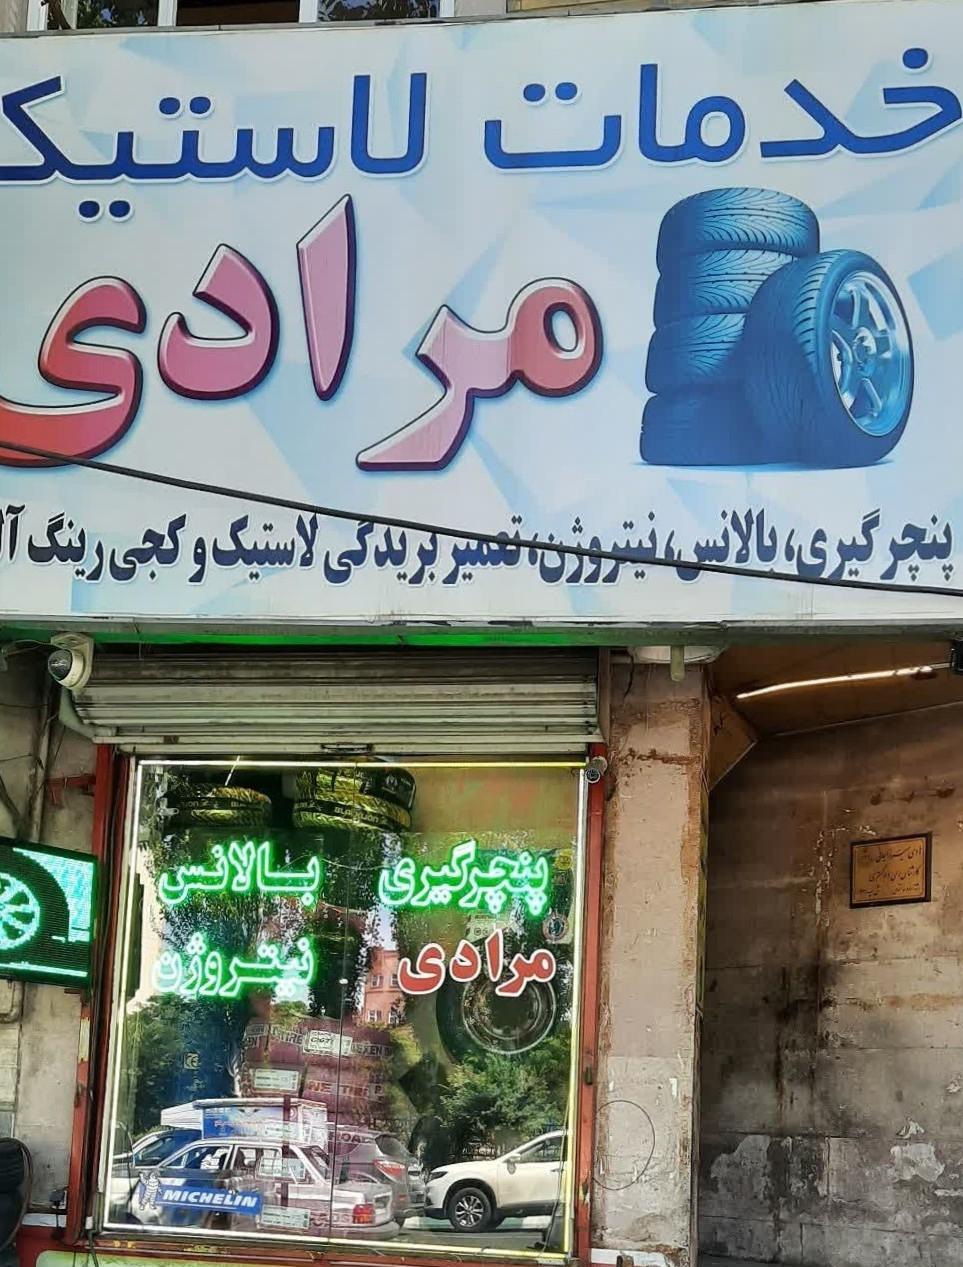 خدمات لاستیک
مرادی
پنچرگیری، بالانس، نیتروژن، تعمیر بریدگی لاستیک و کجی رینگ
پنچرگیری بالانس
مرادی نیتروژن
MICHELIN